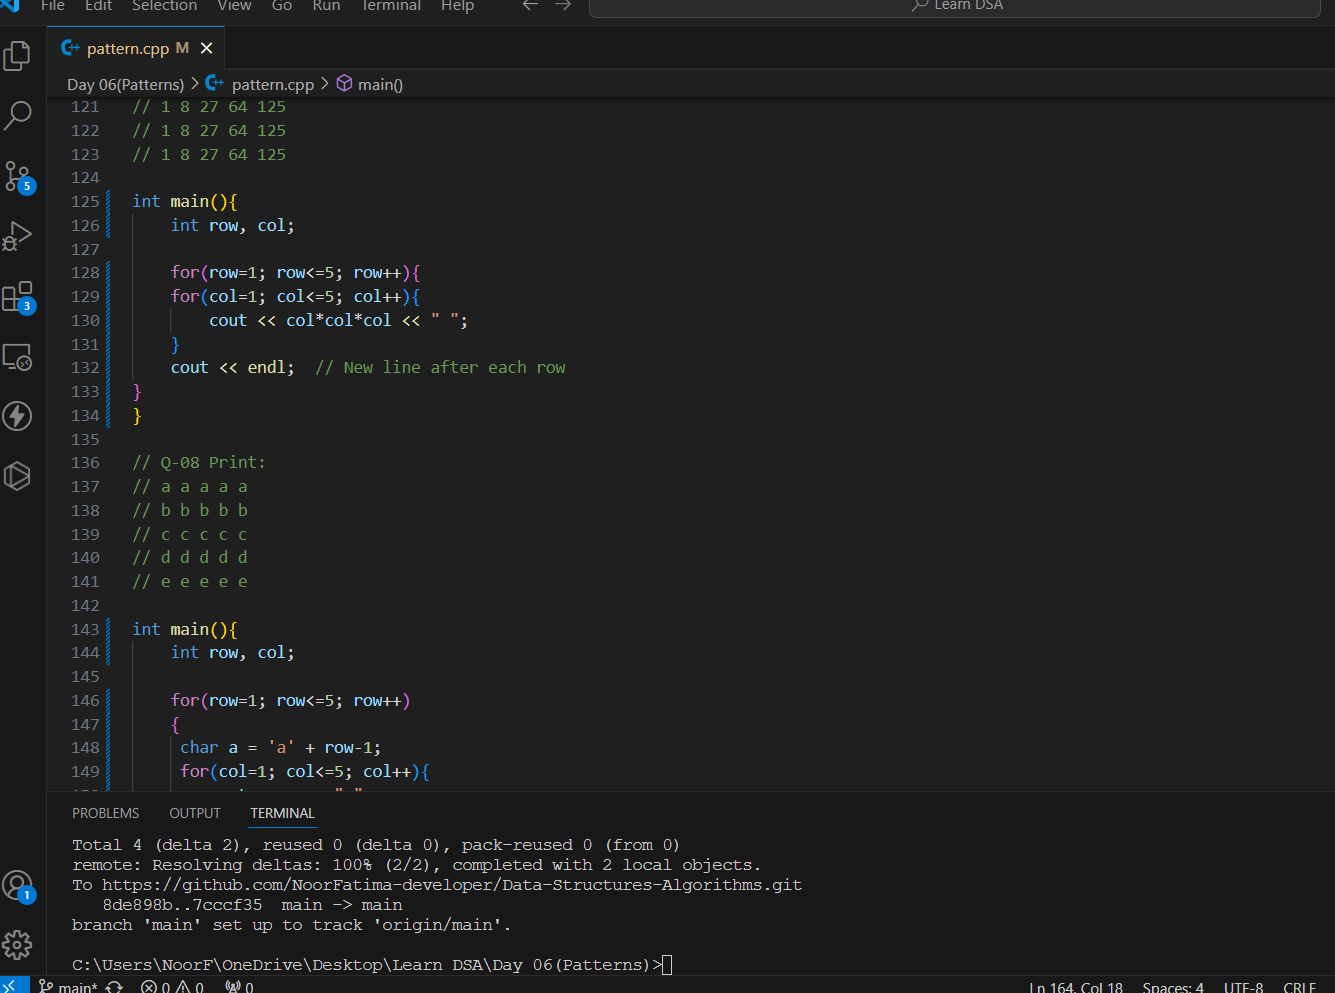 File Edit Selection View Go Run Terminal Help ← → Learn DSA
pattern.cpp M ×
Day 06(Patterns) > pattern.cpp > main()
121 // 1 8 27 64 125
122 // 1 8 27 64 125
123 // 1 8 27 64 125
124
125 int main(){
126 int row, col;
127
128 for(row=1; row<=5; row++){
129 for(col=1; col<=5; col++){
130 cout << col*col*col << " ";
131 }
132 cout << endl; // New line after each row
133 }
134 }
135
136 // Q-08 Print:
137 // a a a a a
138 // b b b b b
139 // c c c c c
140 // d d d d d
141 // e e e e e
142
143 int main(){
144 int row, col;
145
146 for(row=1; row<=5; row++)
147 {
148 char a = 'a' + row-1;
149 for(col=1; col<=5; col++){
5
3
1
PROBLEMS OUTPUT TERMINAL
Total 4 (delta 2), reused 0 (delta 0), pack-reused 0 (from 0)
remote: Resolving deltas: 100% (2/2), completed with 2 local objects.
To https://github.com/NoorFatima-developer/Data-Structures-Algorithms.git
8de898b..7cccf35 main -> main
branch 'main' set up to track 'origin/main'.
C:\Users\NoorF\OneDrive\Desktop\Learn DSA\Day 06(Patterns)>
main* 0 0 0 Ln 164, Col 18 Spaces: 4 UTF-8 CRLF